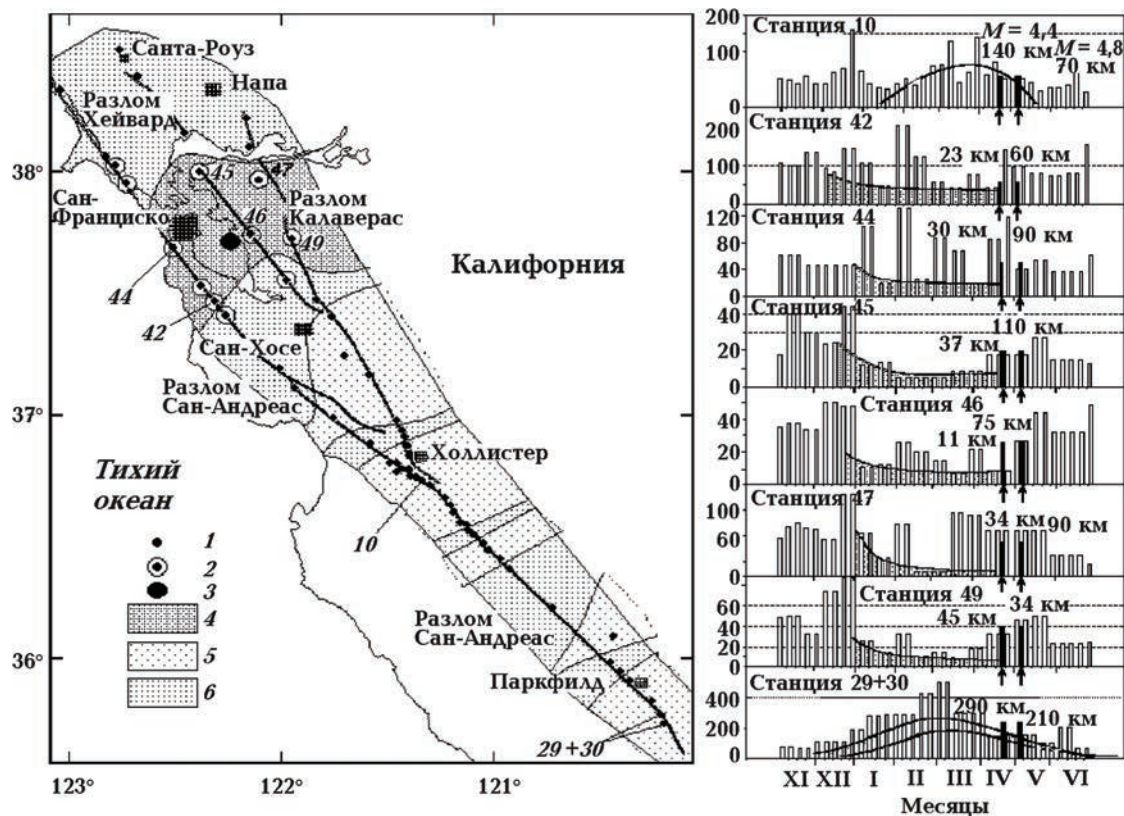 Санта-Роуз
Напа
Разлом
Хейвард
38°
45
47
Сан-
Франциско
46
Разлом
Калаверас
49
Калифорния
44
42
Сан-Хосе
Разлом
Сан-Андреас
37°
Холлистер
Тихий
океан
10
1
2
3
4
5
6
Разлом
Сан-Андреас
36°
Паркфилд
29+30
123°
122°
121°
200
100
0
Станция 10
M = 4,4
140 км
M = 4,8
70 км
200
100
0
Станция 42
23 км
60 км
120
80
40
0
Станция 44
30 км
90 км
40
20
0
Станция 45
110 км
37 км
40
20
0
Станция 46
75 км
11 км
100
0
Станция 47
34 км
90 км
60
40
20
0
Станция 49
34 км
45 км
400
200
0
Станция 29+30
290 км
210 км
XI XII I II III IV V VI
Месяцы